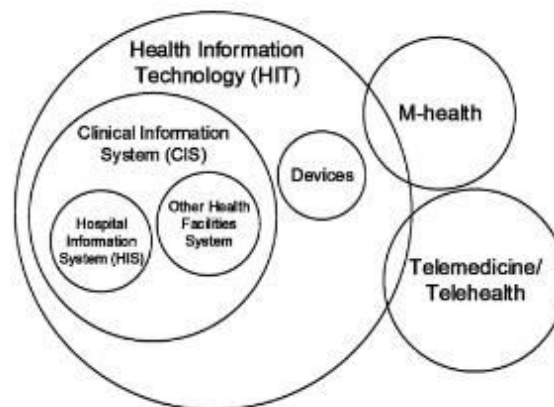 Health Information
Technology (HIT)
M-health
Clinical Information
System (CIS)
Devices
Other Health
Facilities
System
Hospital
Information
System (HIS)
Telemedicine/
Telehealth